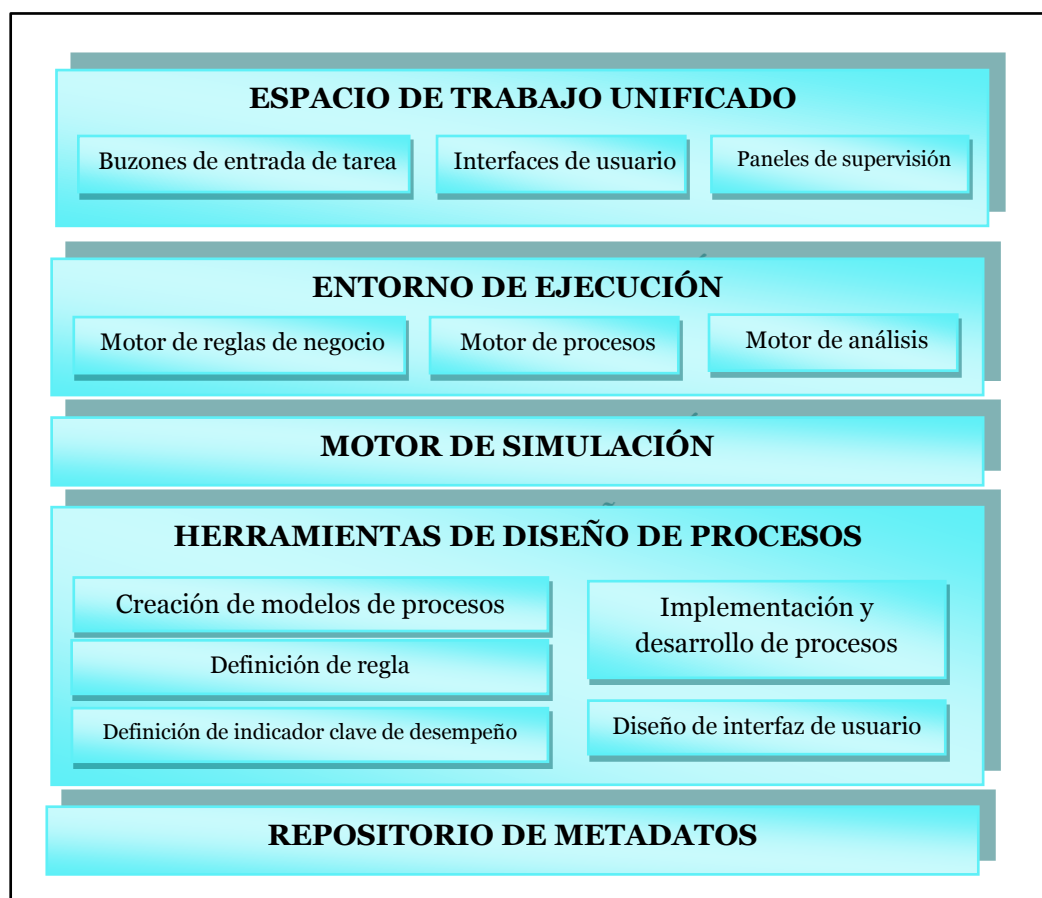 ESPACIO DE TRABAJO UNIFICADO
Buzones de entrada de tarea
Interfaces de usuario
Paneles de supervisión
ENTORNO DE EJECUCIÓN
Motor de reglas de negocio
Motor de procesos
Motor de análisis
MOTOR DE SIMULACIÓN
HERRAMIENTAS DE DISEÑO DE PROCESOS
Creación de modelos de procesos
Definición de regla
Definición de indicador clave de desempeño
Implementación y
desarrollo de procesos
Diseño de interfaz de usuario
REPOSITORIO DE METADATOS